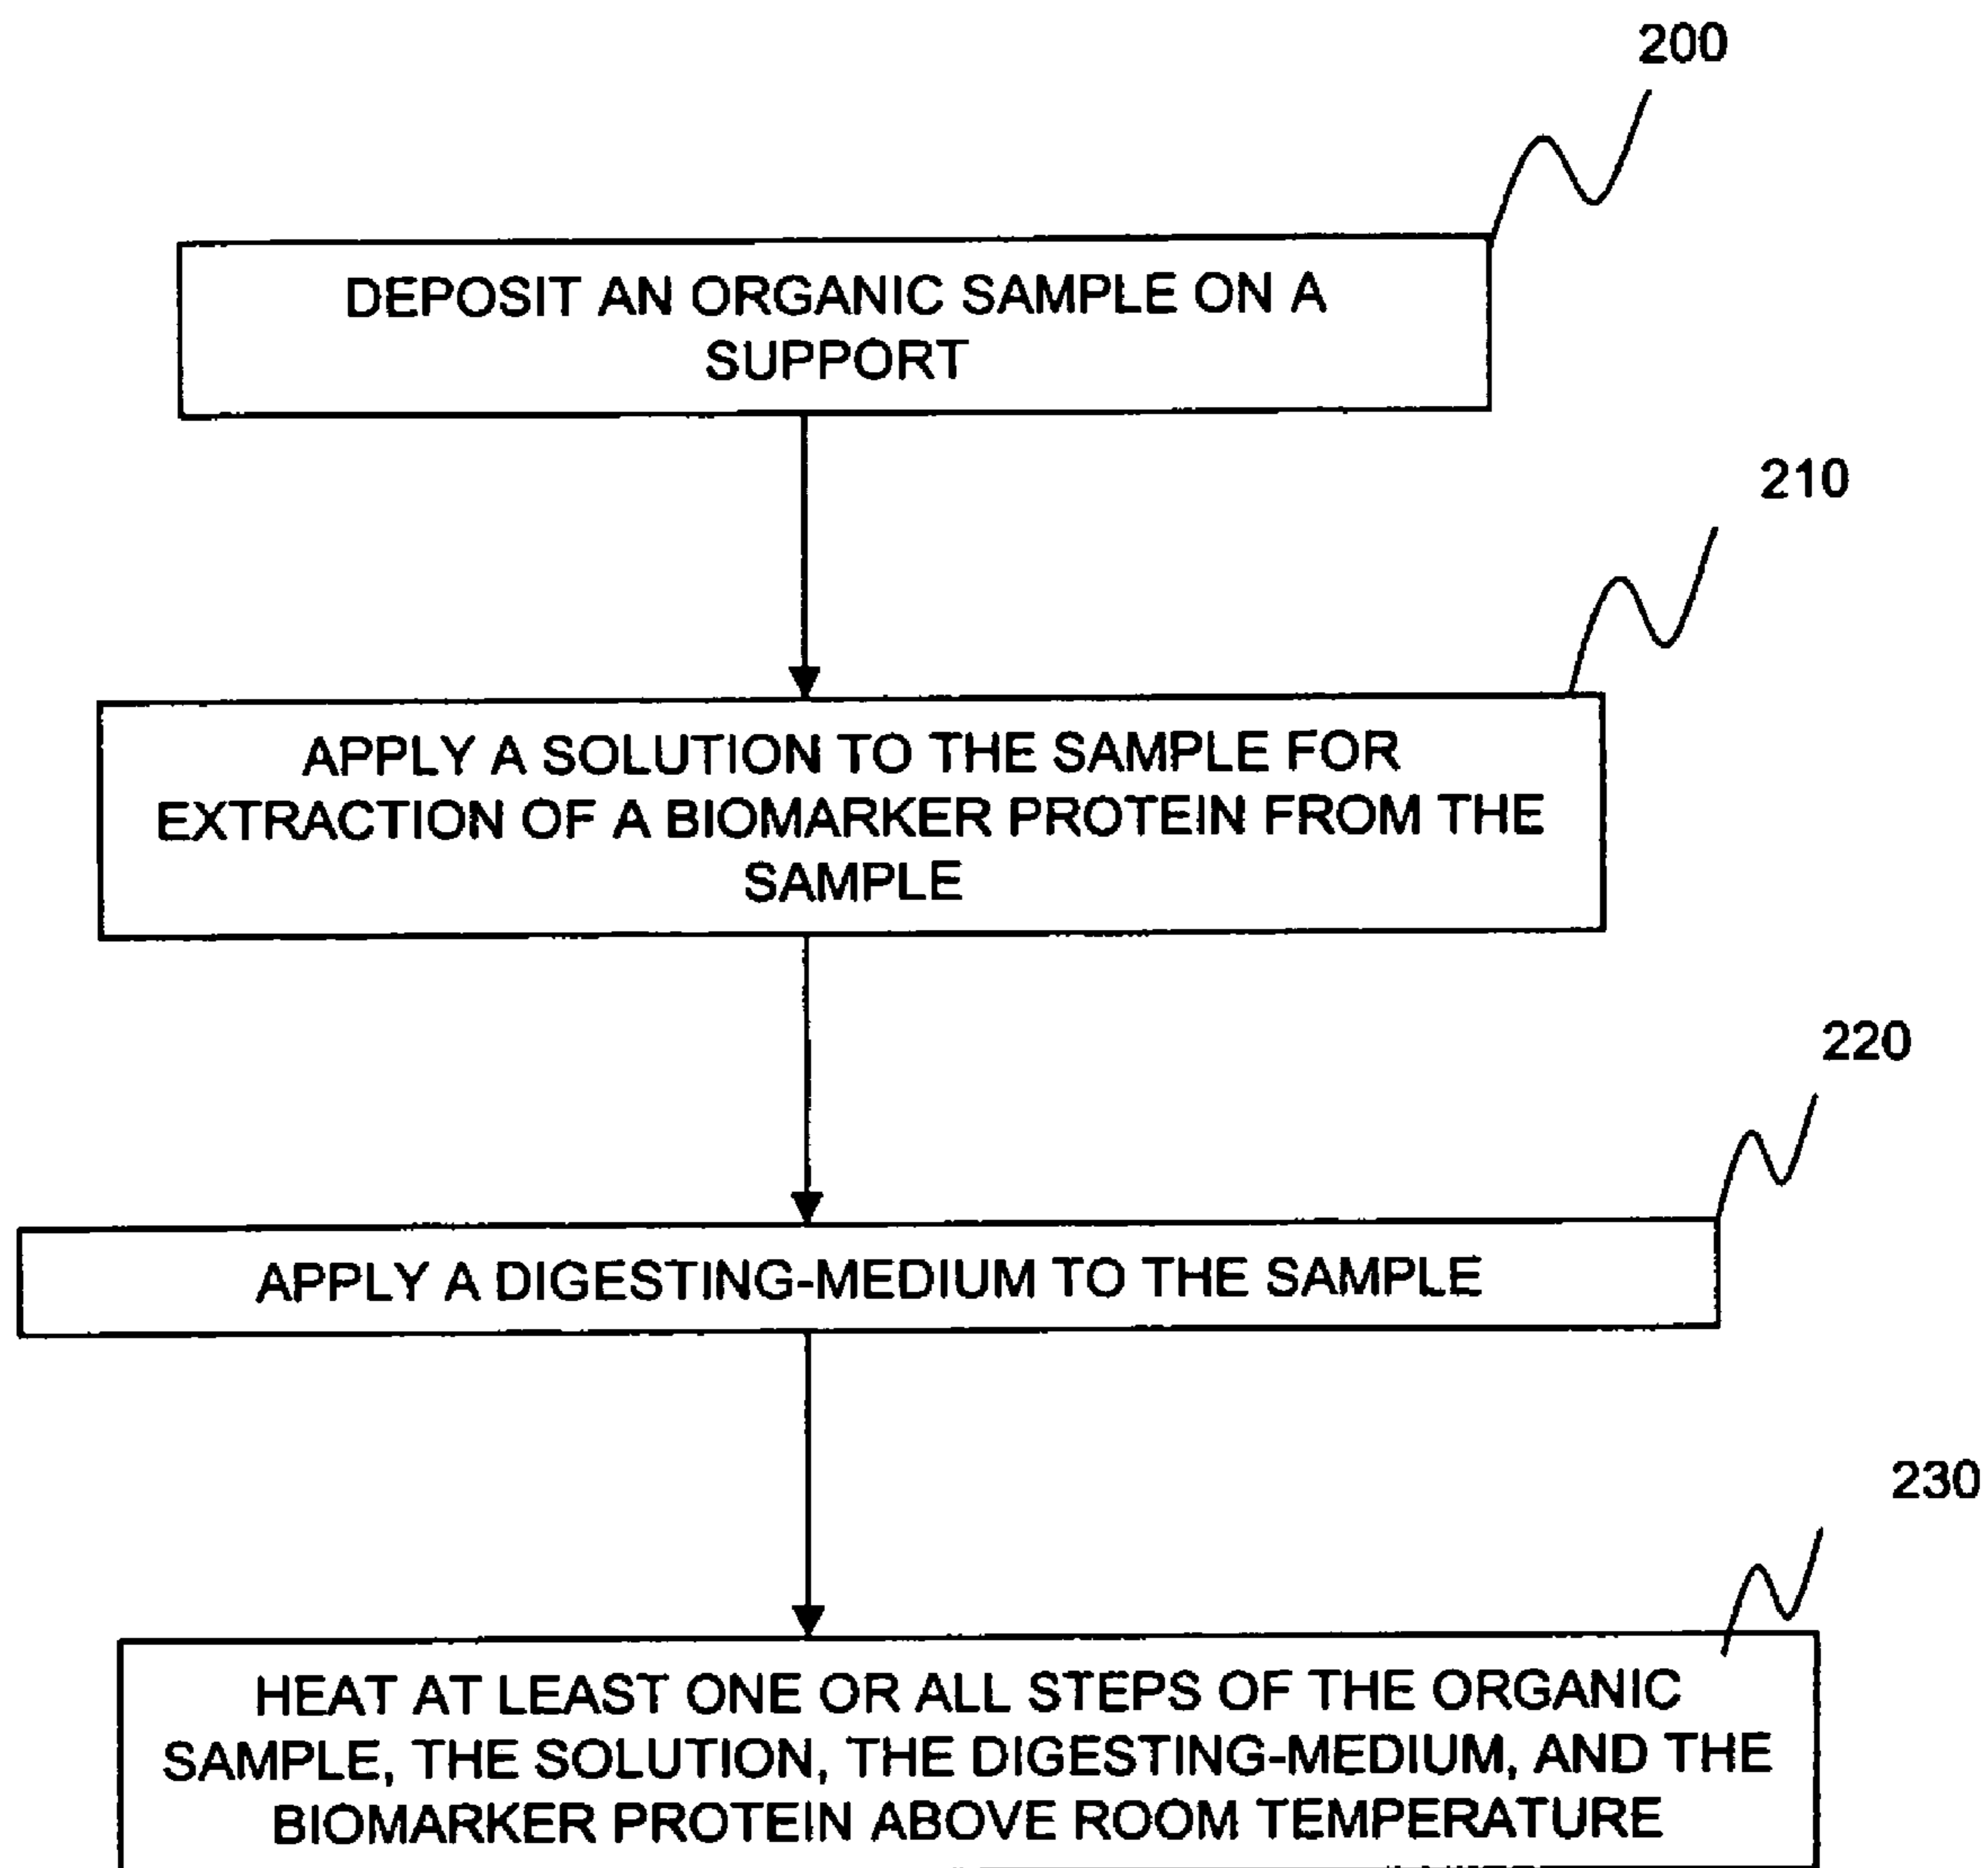 200
DEPOSIT AN ORGANIC SAMPLE ON A
SUPPORT
210
APPLY A SOLUTION TO THE SAMPLE FOR
EXTRACTION OF A BIOMARKER PROTEIN FROM THE
SAMPLE
220
APPLY A DIGESTING-MEDIUM TO THE SAMPLE
230
HEAT AT LEAST ONE OR ALL STEPS OF THE ORGANIC
SAMPLE, THE SOLUTION, THE DIGESTING-MEDIUM, AND THE
BIOMARKER PROTEIN ABOVE ROOM TEMPERATURE